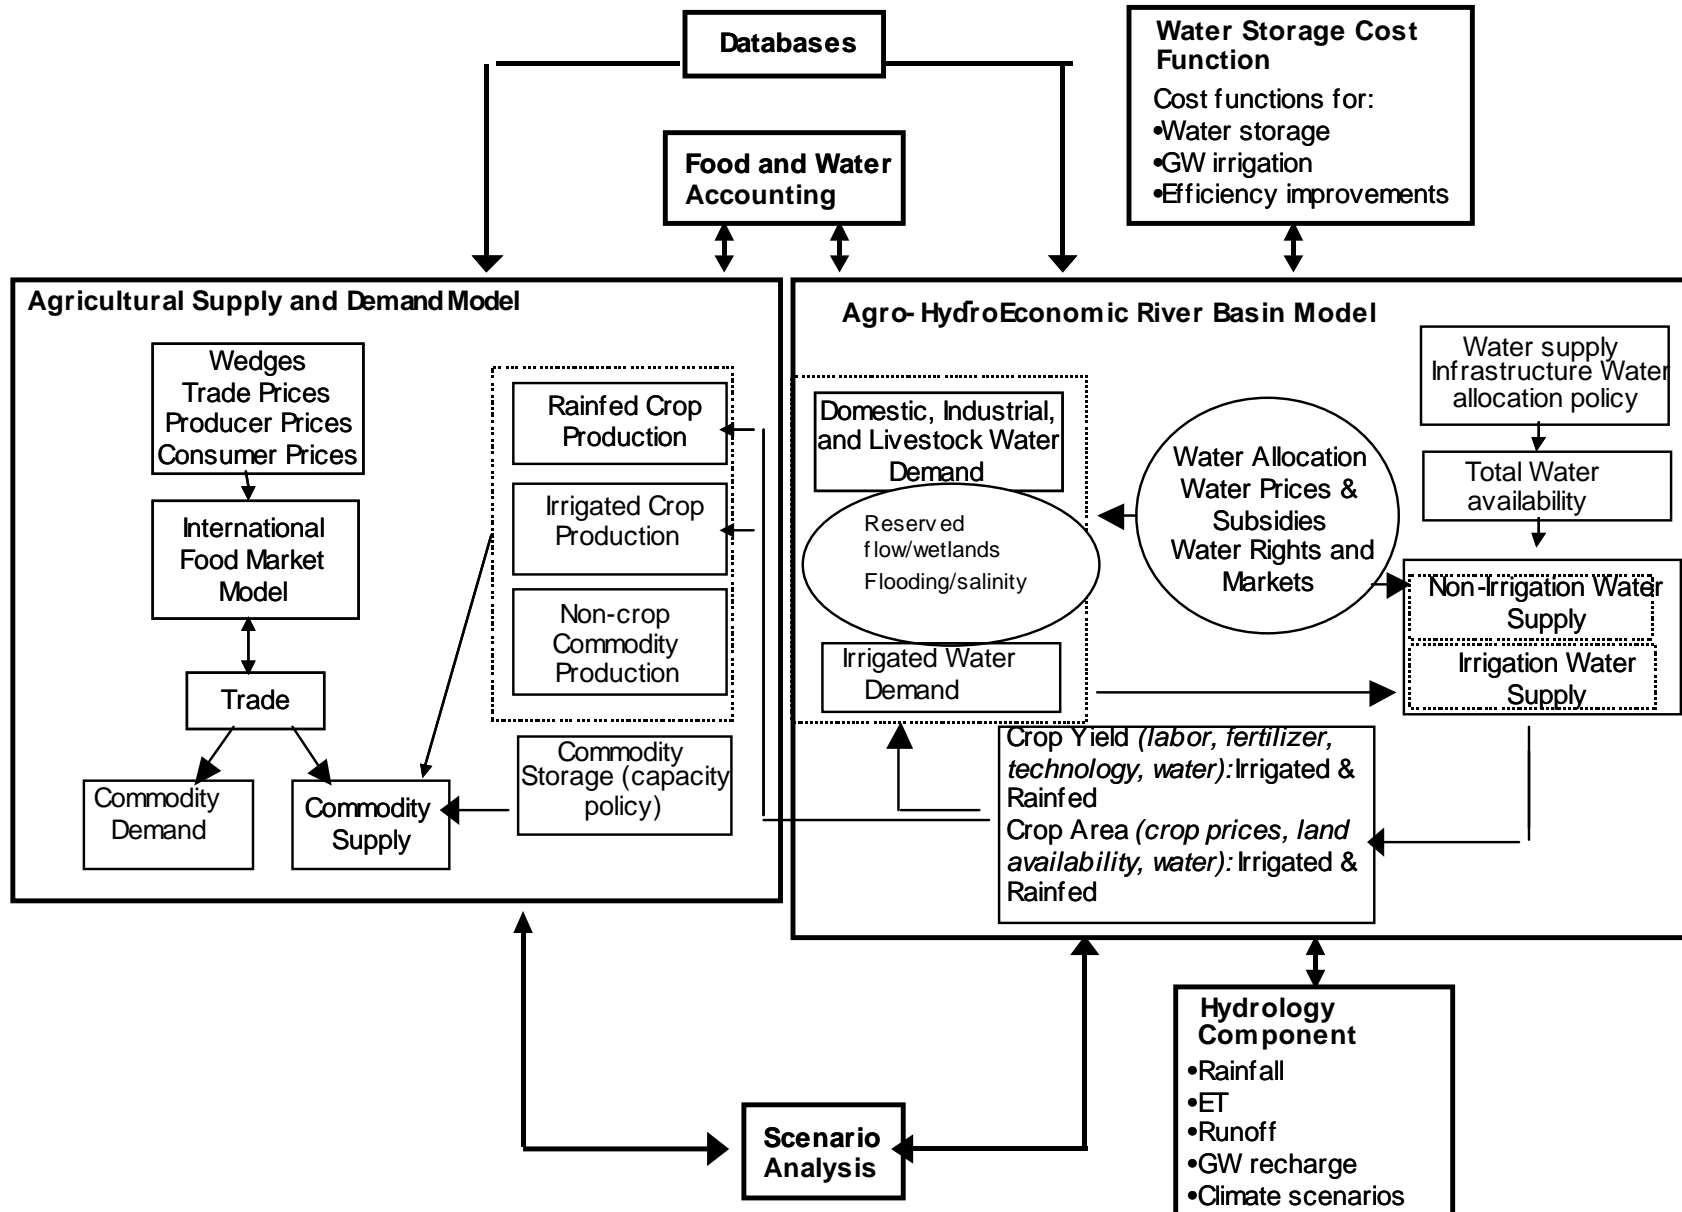 Databases
Water Storage Cost
Function
Cost functions for:
•Water storage
•GW irrigation
•Efficiency improvements
Food and Water
Accounting
Agricultural Supply and Demand Model
Wedges
Trade Prices
Producer Prices
Consumer Prices
International
Food Market
Model
Trade
Commodity
Demand
Commodity
Supply
Rainfed Crop
Production
Irrigated Crop
Production
Non-crop
Commodity
Production
Commodity
Storage (capacity
policy)
Agro-HydroEconomic River Basin Model
Domestic, Industrial,
and Livestock Water
Demand
Reserved
flow/wetlands
Flooding/salinity
Irrigated Water
Demand
Water Allocation
Water Prices &
Subsidies
Water Rights and
Markets
Water supply
Infrastructure Water
allocation policy
Total Water
availability
Non-Irrigation Water
Supply
Irrigation Water
Supply
Crop Yield (labor, fertilizer,
technology, water): Irrigated &
Rainfed
Crop Area (crop prices, land
availability, water): Irrigated &
Rainfed
Scenario
Analysis
Hydrology
Component
•Rainfall
•ET
•Runoff
•GW recharge
•Climate scenarios